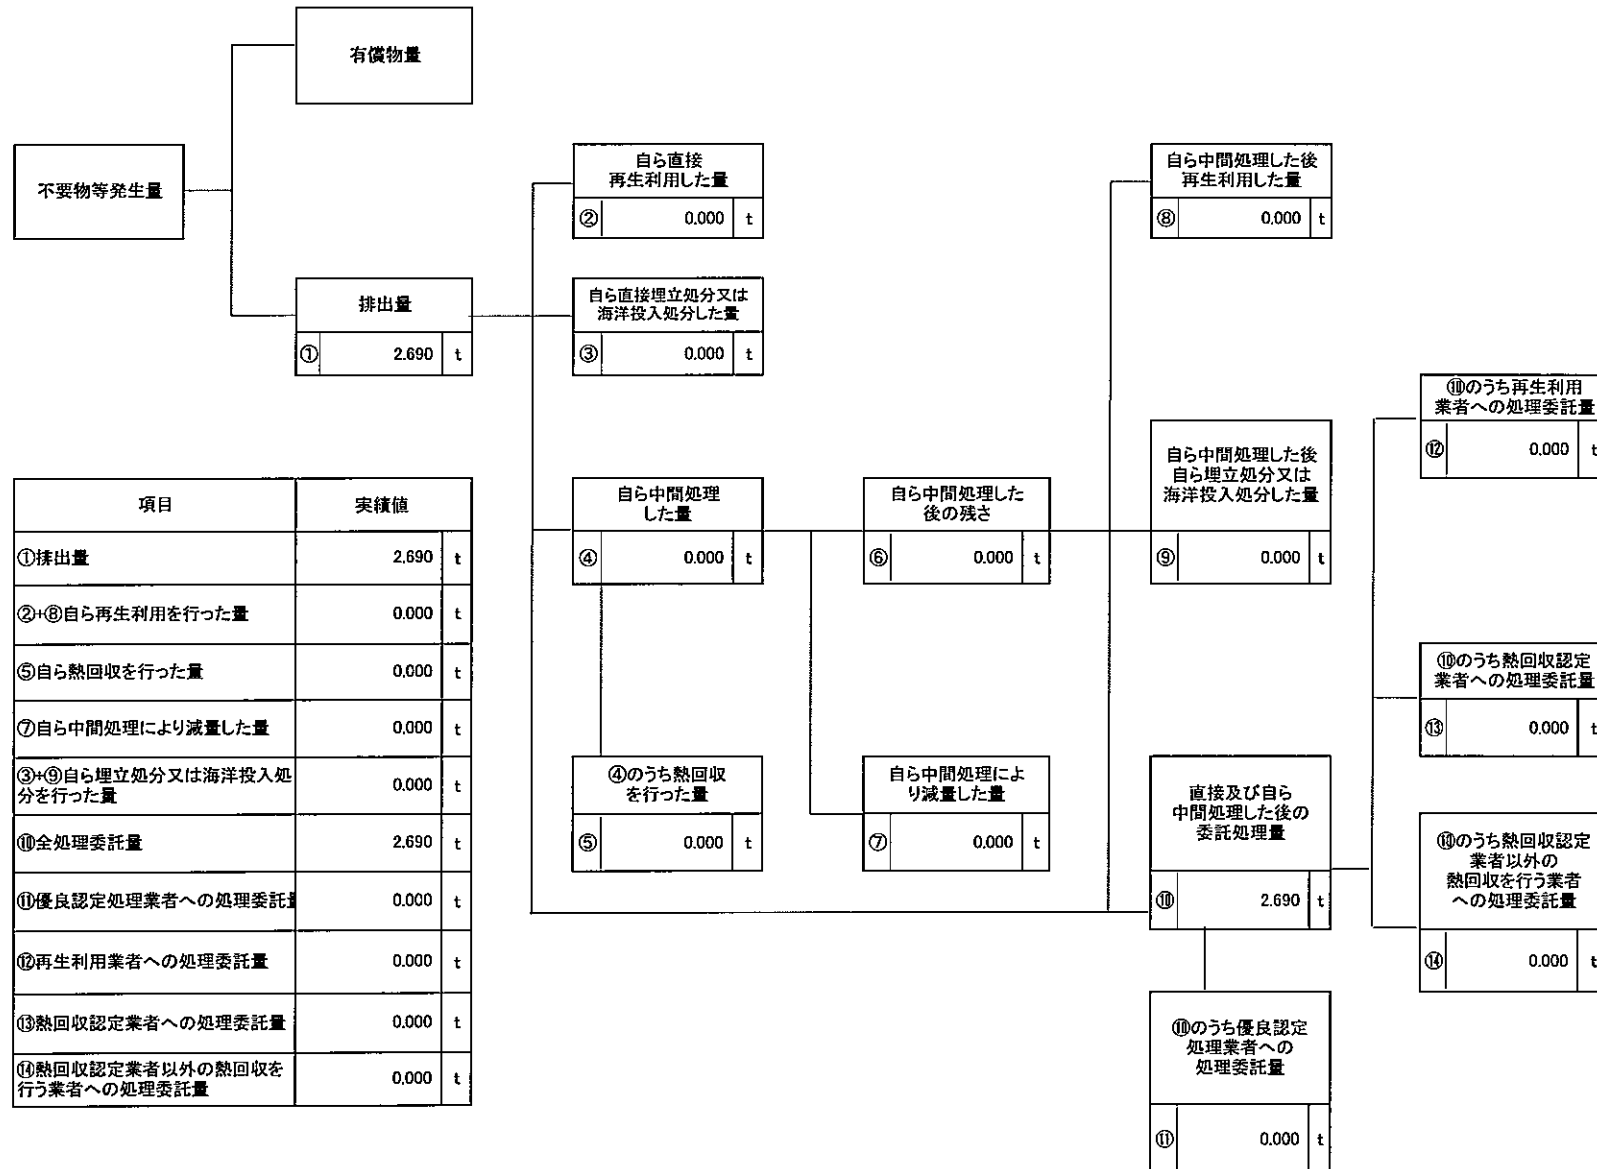 有償物量
不要物等発生量
排出量
① 2.690 t
自ら直接
再生利用した量
② 0.000 t
自ら直接埋立処分又は
海洋投入処分した量
③ 0.000 t
自ら中間処理
した量
④ 0.000 t
④のうち熱回収
を行った量
⑤ 0.000 t
自ら中間処理した
後の残さ
⑥ 0.000 t
自ら中間処理によ
り減量した量
⑦ 0.000 t
自ら中間処理した後
再生利用した量
⑧ 0.000 t
自ら中間処理した後
自ら埋立処分又は
海洋投入処分した量
⑨ 0.000 t
直接及び自ら
中間処理した後の
委託処理量
⑩ 2.690 t
⑩のうち優良認定
処理業者への
処理委託量
⑪ 0.000 t
⑩のうち再生利用
業者への処理委託量
⑫ 0.000 t
⑩のうち熱回収認定
業者への処理委託量
⑬ 0.000 t
⑩のうち熱回収認定
業者以外の
熱回収を行う業者
への処理委託量
⑭ 0.000 t
項目 実績値
①排出量 2.690 t
②+⑧自ら再生利用を行った量 0.000 t
⑤自ら熱回収を行った量 0.000 t
⑦自ら中間処理により減量した量 0.000 t
③+⑨自ら埋立処分又は海洋投入処
分を行った量 0.000 t
⑩全処理委託量 2.690 t
⑪優良認定処理業者への処理委託量 0.000 t
⑫再生利用業者への処理委託量 0.000 t
⑬熱回収認定業者への処理委託量 0.000 t
⑭熱回収認定業者以外の熱回収を
行う業者への処理委託量 0.000 t